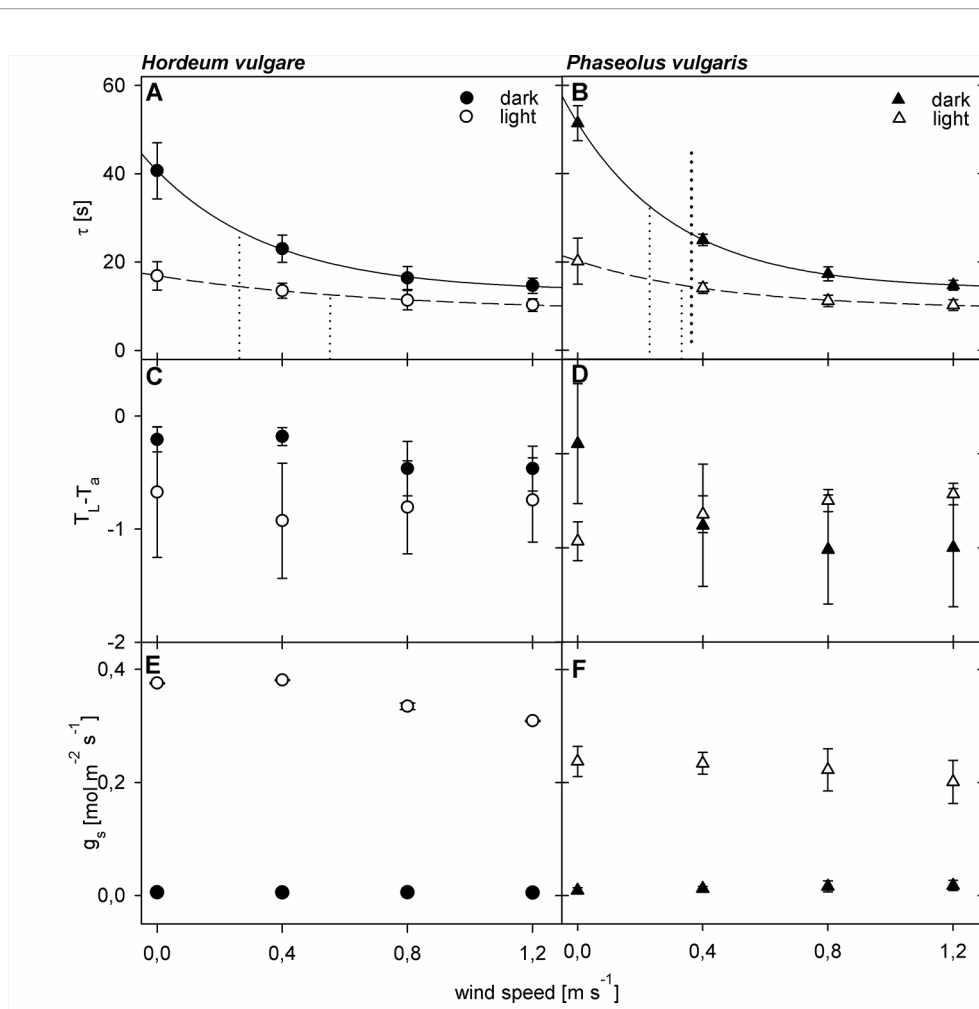 Hordeum vulgare Phaseolus vulgaris
A B
dark dark
light light
60
40
20
0
τ [s]
C D
0
-1
-2
T_L-T_a
E F
0,4
0,2
0,0
g_s [mol m^-2 s^-1]
0,0 0,4 0,8 1,2 0,0 0,4 0,8 1,2
wind speed [m s^-1]